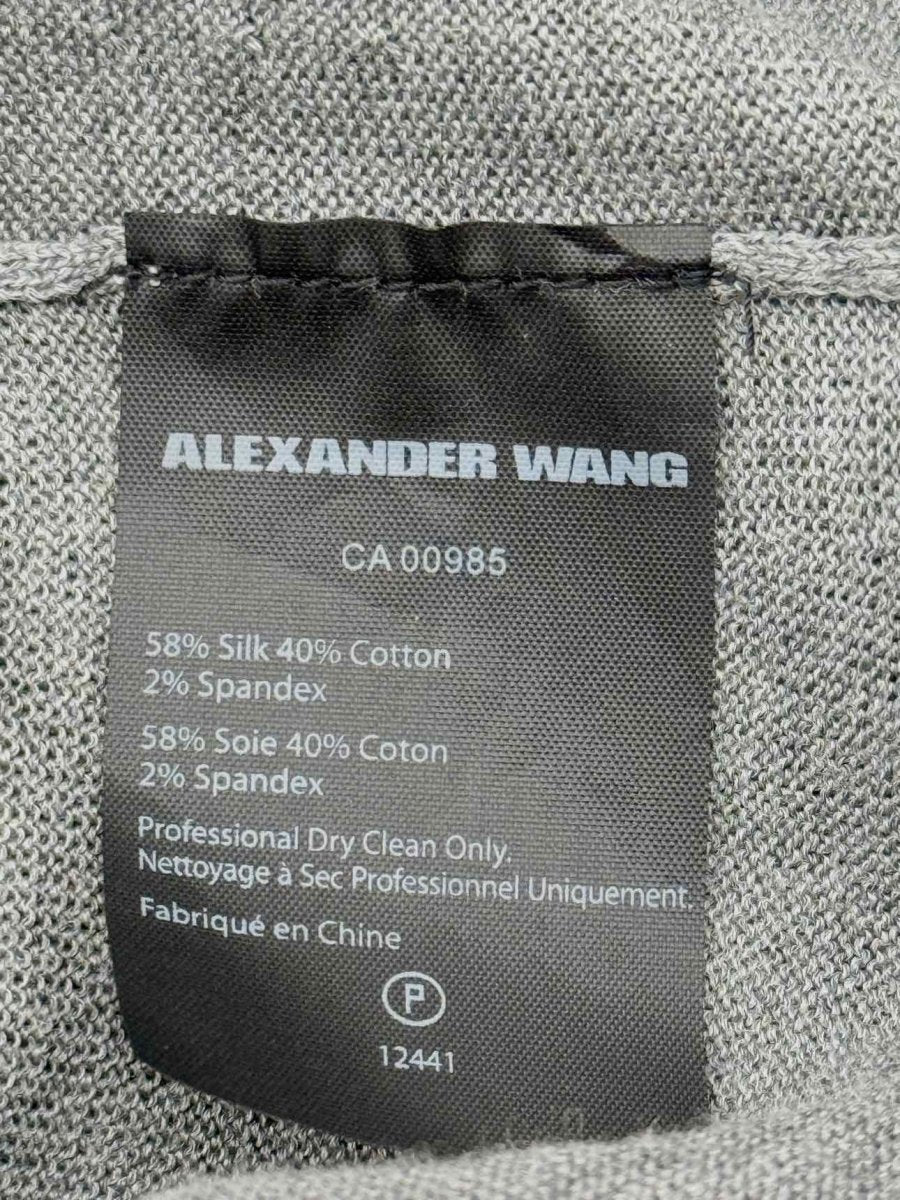 ALEXANDER WANG
CA 00985
58% Silk 40% Cotton
2% Spandex
58% Soie 40% Coton
2% Spandex
Professional Dry Clean Only.
Nettoyage à Sec Professionnel Uniquement.
Fabriqué en Chine
P
12441